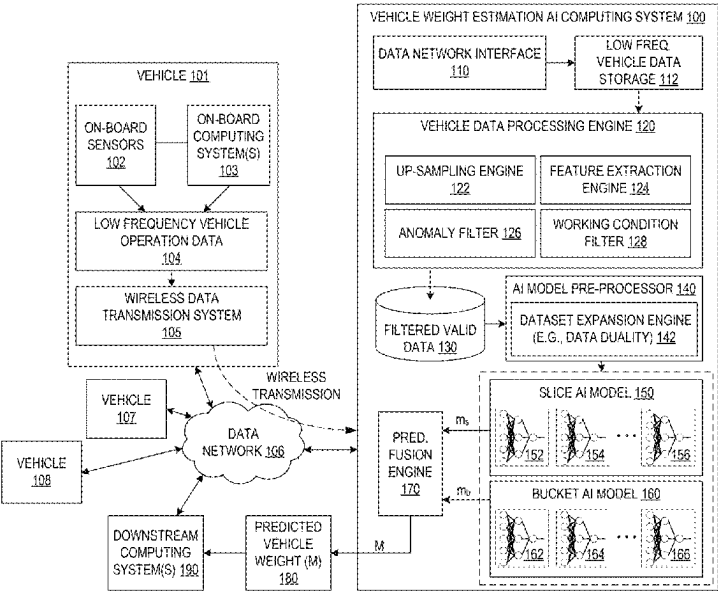 VEHICLE WEIGHT ESTIMATION AI COMPUTING SYSTEM 100
DATA NETWORK INTERFACE
110
LOW FREQ.
VEHICLE DATA
STORAGE 112
VEHICLE 101
ON-BOARD
SENSORS
102
ON-BOARD
COMPUTING
SYSTEM(S)
103
LOW FREQUENCY VEHICLE
OPERATION DATA
104
WIRELESS DATA
TRANSMISSION SYSTEM
105
VEHICLE DATA PROCESSING ENGINE 120
UP-SAMPLING ENGINE
122
FEATURE EXTRACTION
ENGINE 124
ANOMALY FILTER 126
WORKING CONDITION
FILTER 128
FILTERED VALID
DATA 130
AI MODEL PRE-PROCESSOR 140
DATASET EXPANSION ENGINE
(E.G., DATA DUALITY) 142
WIRELESS
TRANSMISSION
VEHICLE
107
VEHICLE
108
DATA
NETWORK 106
PRED.
FUSION
ENGINE
170
ms
mb
SLICE AI MODEL 150
152
154
156
BUCKET AI MODEL 160
162
164
166
DOWNSTREAM
COMPUTING
SYSTEM(S) 190
PREDICTED
VEHICLE
WEIGHT (M)
180
M